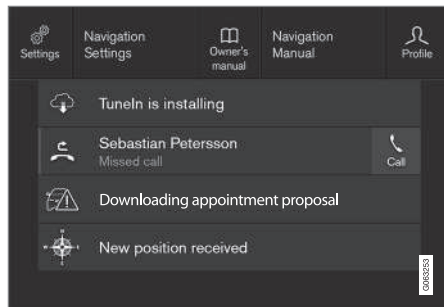 Settings
Navigation
Settings
Owner's
manual
Navigation
Manual
Profile
TuneIn is installing
Sebastian Petersson
Missed call
Call
Downloading appointment proposal
New position received
G063253